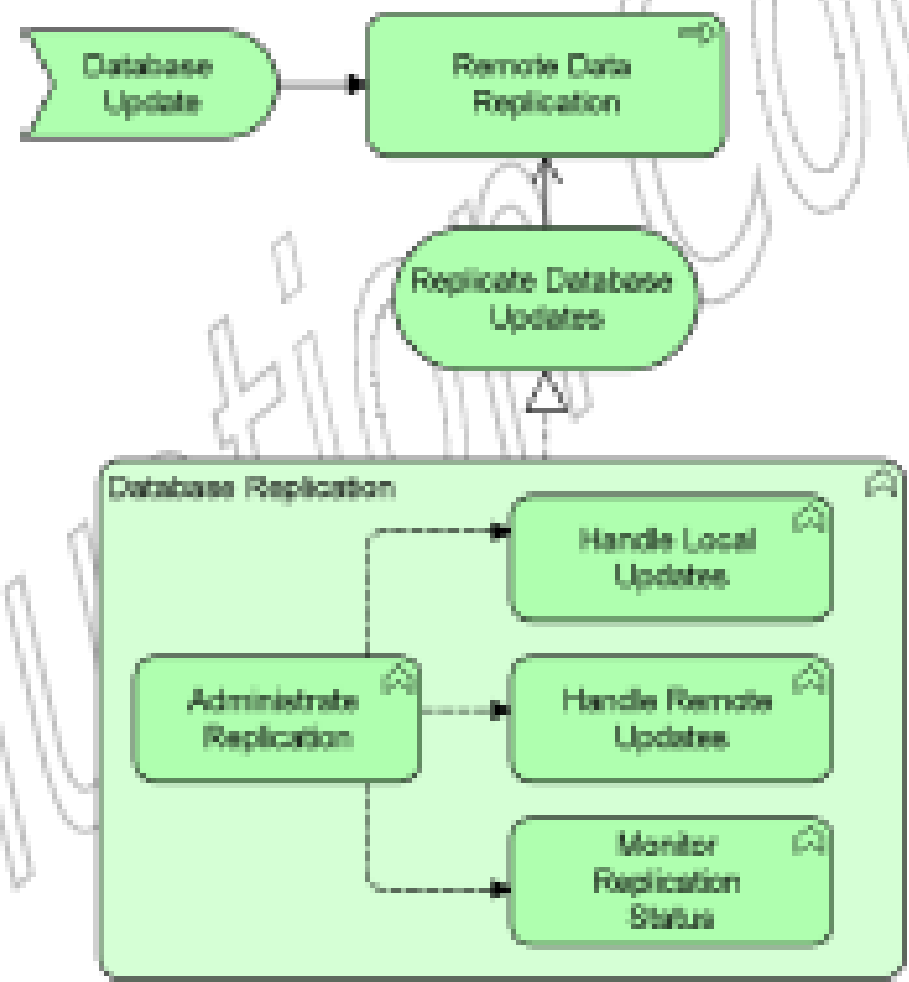 Database
Update
Remote Data
Replication
Replicate Database
Updates
Database Replication
Handle Local
Updates
Administrate
Replication
Handle Remote
Updates
Monitor
Replication
Status